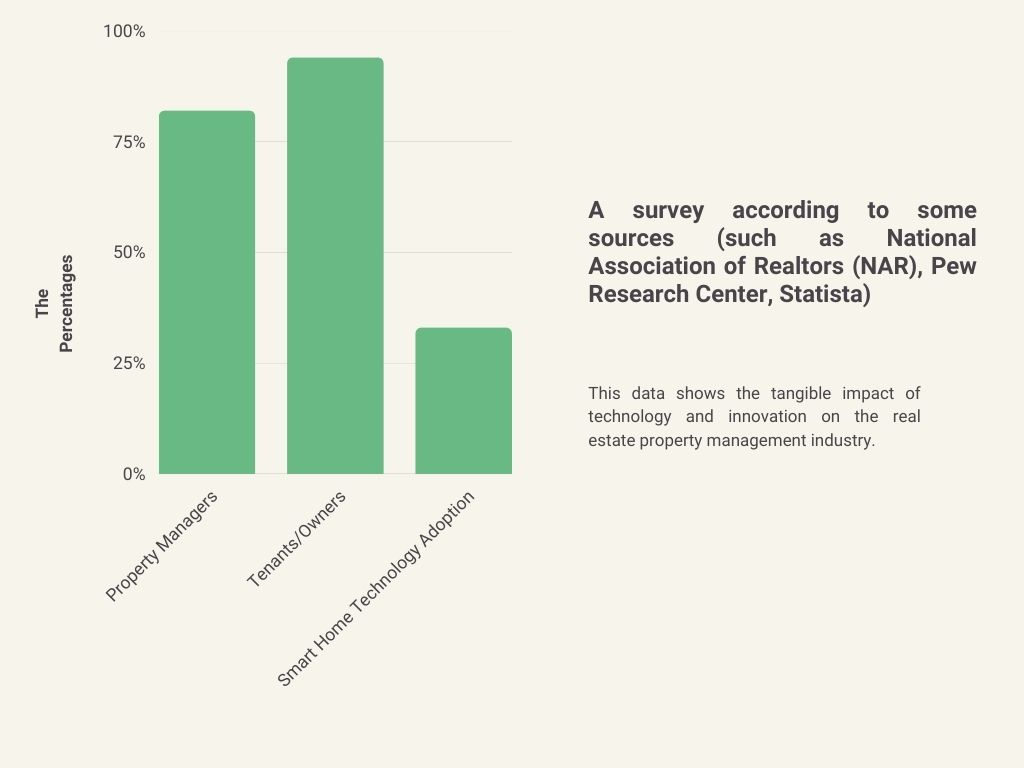 100%
75%
50%
25%
0%
The
Percentages
Property Managers
Tenants/Owners
Smart Home Technology Adoption
A survey according to some
sources (such as National
Association of Realtors (NAR), Pew
Research Center, Statista)
This data shows the tangible impact of
technology and innovation on the real
estate property management industry.